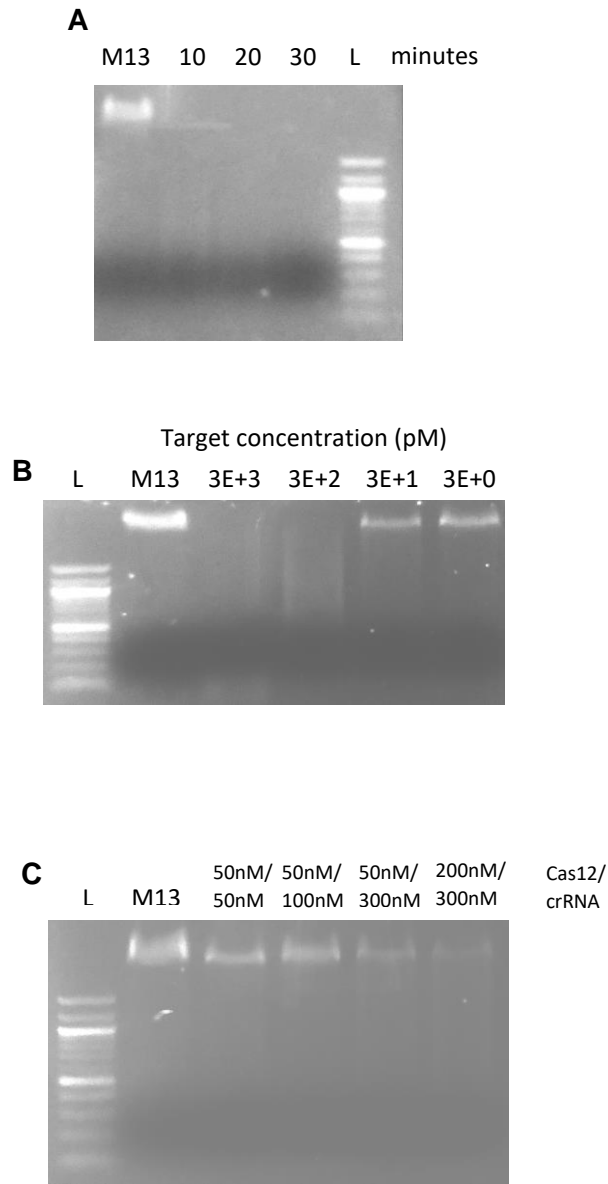 A
M13 10 20 30 L minutes
Target concentration (pM)
B
L M13 3E+3 3E+2 3E+1 3E+0
C
50nM/ 50nM/ 50nM/ 200nM/ Cas12/
L M13 50nM 100nM 300nM 300nM crRNA